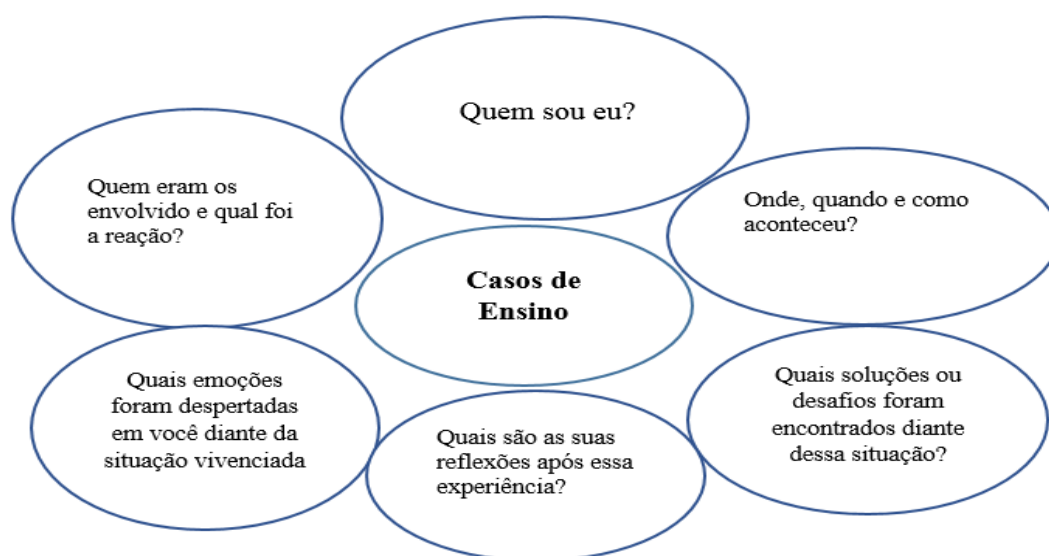 Quem sou eu?
Quem eram os
envolvido e qual foi
a reação?
Onde, quando e como
aconteceu?
Casos de
Ensino
Quais emoções
foram despertadas
em você diante da
situação vivenciada
Quais são as suas
reflexões após essa
experiência?
Quais soluções ou
desafios foram
encontrados diante
dessa situação?